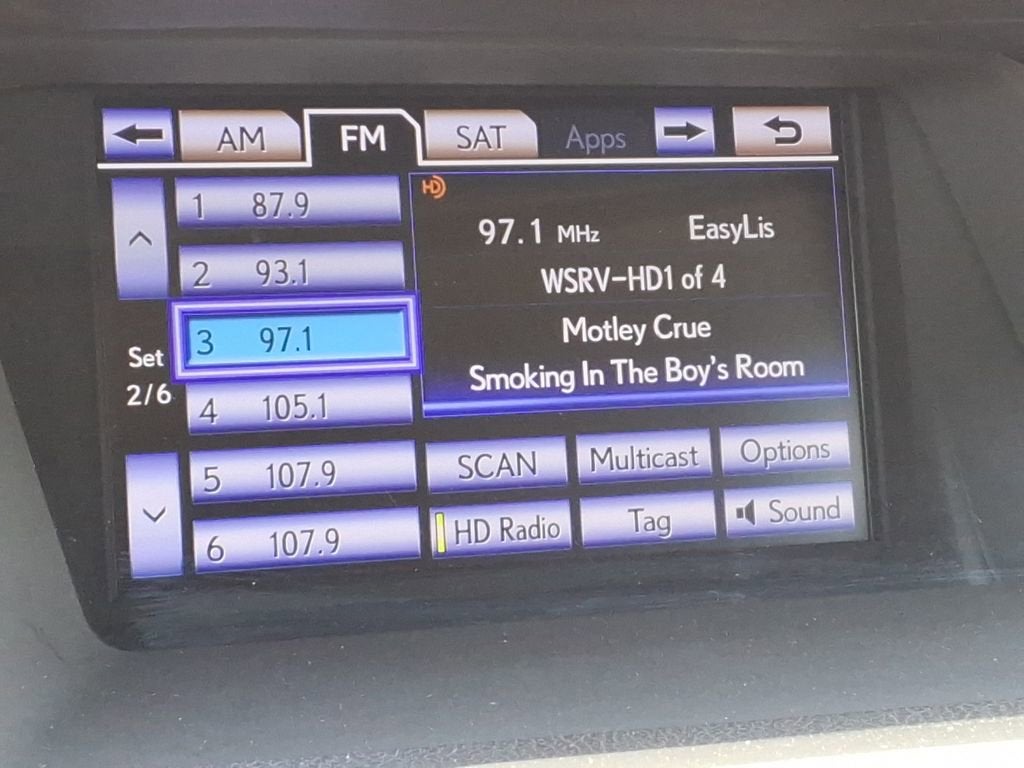 AM FM SAT Apps
1 87.9
2 93.1
3 97.1
4 105.1
5 107.9
6 107.9
Set
2/6
HD
97.1 MHz EasyLis
WSRV-HD1 of 4
Motley Crue
Smoking In The Boy's Room
SCAN Multicast Options
HD Radio Tag Sound